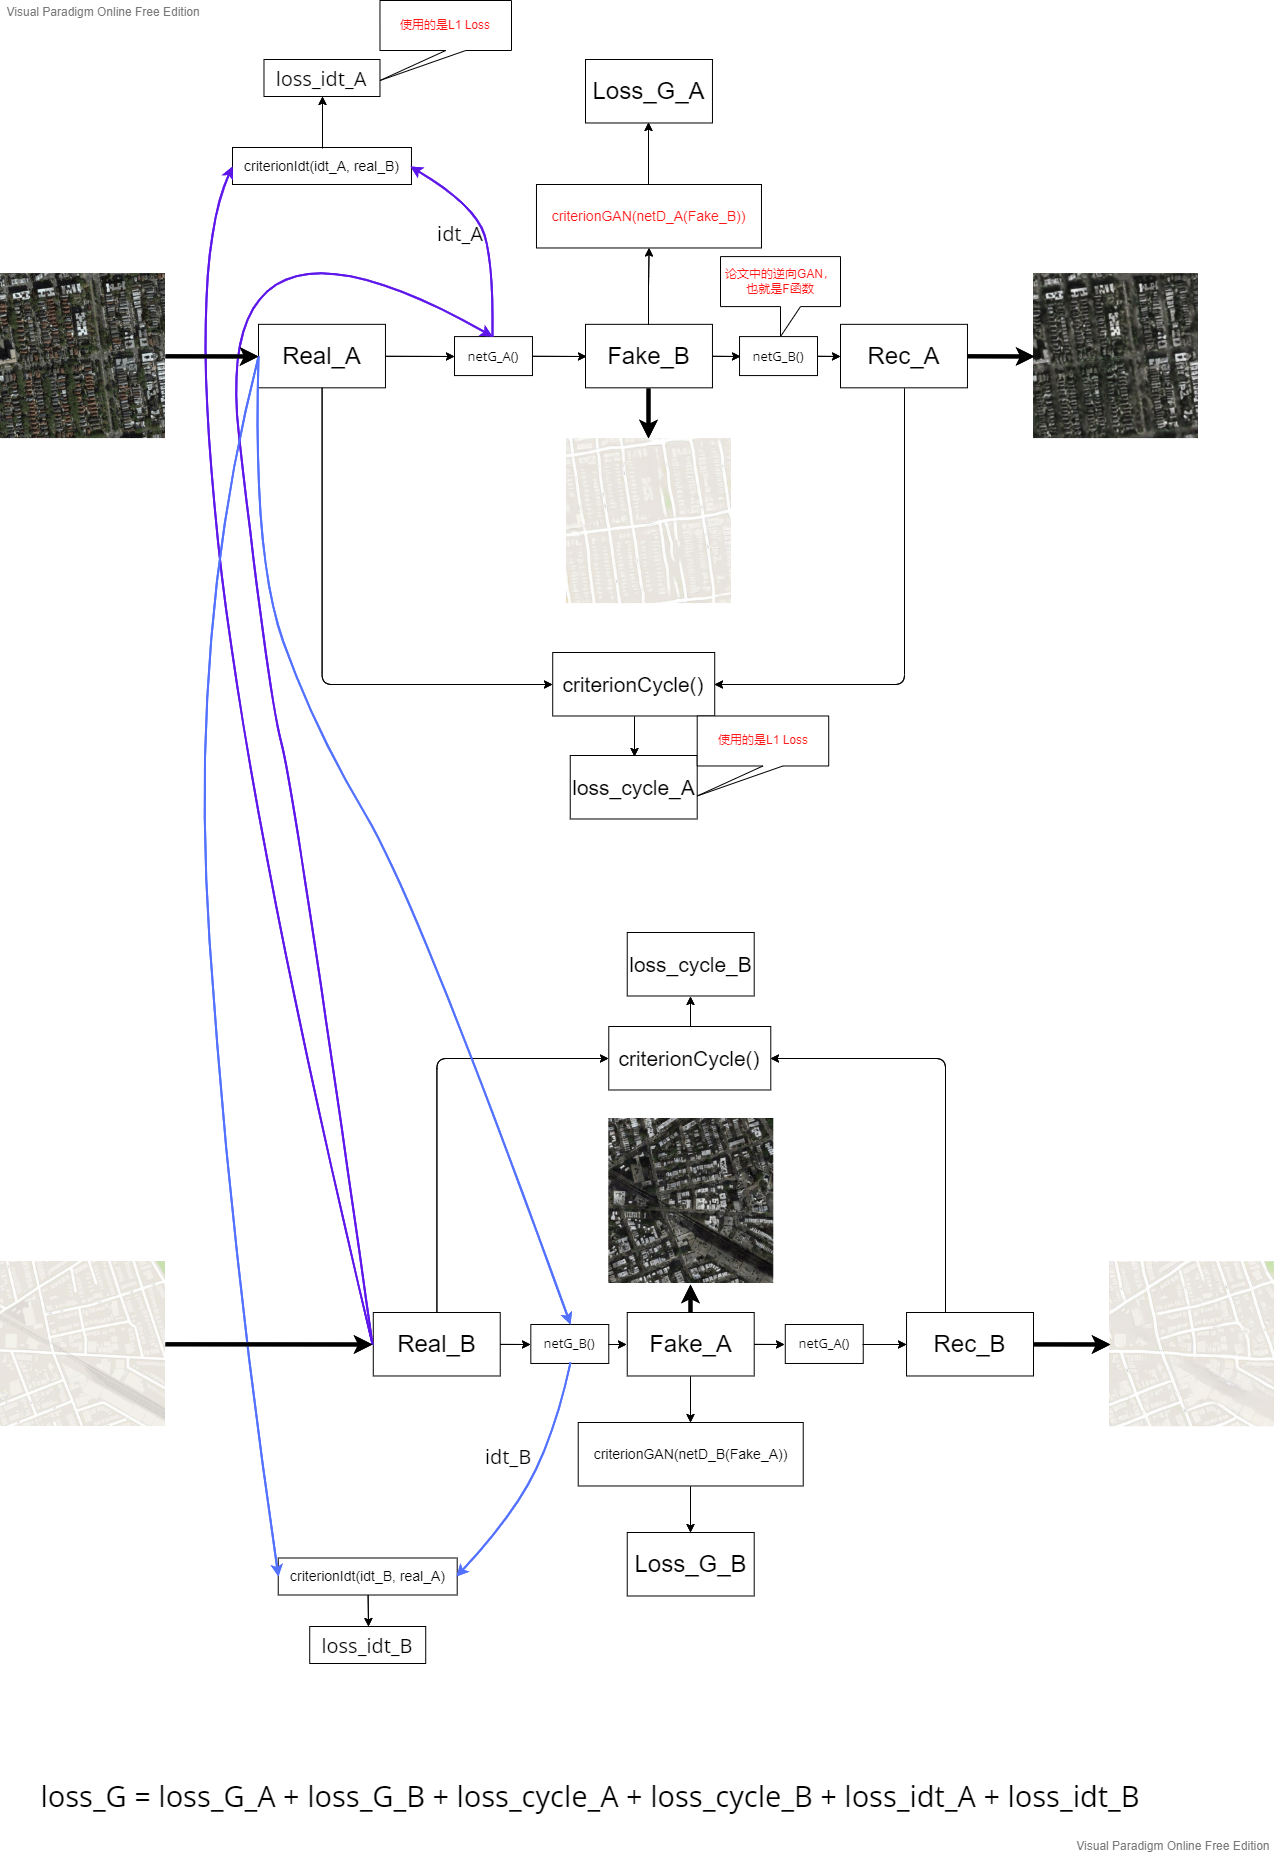 Visual Paradigm Online Free Edition
使用的是L1 Loss
loss_idt_A
Loss_G_A
criterionIdt(idt_A, real_B)
criterionGAN(netD_A(Fake_B))
idt_A
论文中的逆向GAN，
也就是F函数
Real_A
netG_A()
Fake_B
netG_B()
Rec_A
criterionCycle()
使用的是L1 Loss
loss_cycle_A
loss_cycle_B
criterionCycle()
Real_B
netG_B()
Fake_A
netG_A()
Rec_B
idt_B
criterionGAN(netD_B(Fake_A))
Loss_G_B
criterionIdt(idt_B, real_A)
loss_idt_B
loss_G = loss_G_A + loss_G_B + loss_cycle_A + loss_cycle_B + loss_idt_A + loss_idt_B
Visual Paradigm Online Free Edition